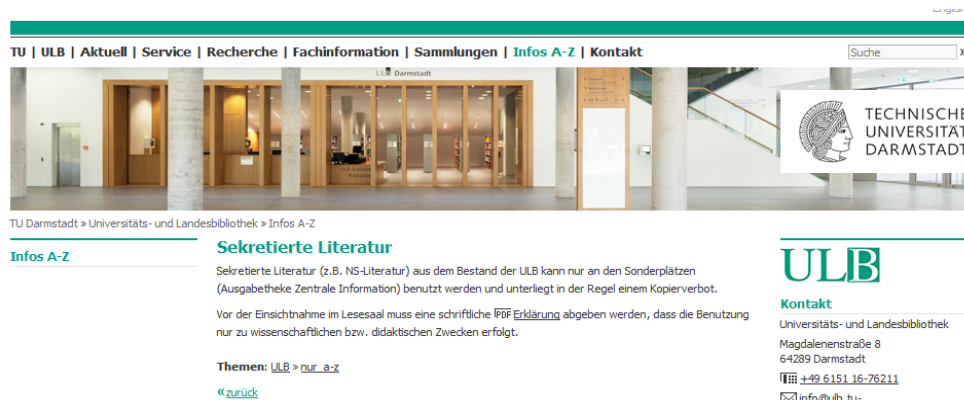 English
TU | ULB | Aktuell | Service | Recherche | Fachinformation | Sammlungen | Infos A-Z | Kontakt
Suche
ULB Darmstadt
TECHNISCHE
UNIVERSITÄT
DARMSTADT
TU Darmstadt » Universitäts- und Landesbibliothek » Infos A-Z
Infos A-Z
Sekretierte Literatur
Sekretierte Literatur (z.B. NS-Literatur) aus dem Bestand der ULB kann nur an den Sonderplätzen
(Ausgabetheke Zentrale Information) benutzt werden und unterliegt in der Regel einem Kopierverbot.
Vor der Einsichtnahme im Lesesaal muss eine schriftliche PDF Erklärung abgeben werden, dass die Benutzung
nur zu wissenschaftlichen bzw. didaktischen Zwecken erfolgt.
Themen: ULB » nur_a-z
« zurück
ULB
Kontakt
Universitäts- und Landesbibliothek
Magdalenenstraße 8
64289 Darmstadt
+49 6151 16-76211
info@ulb.tu-